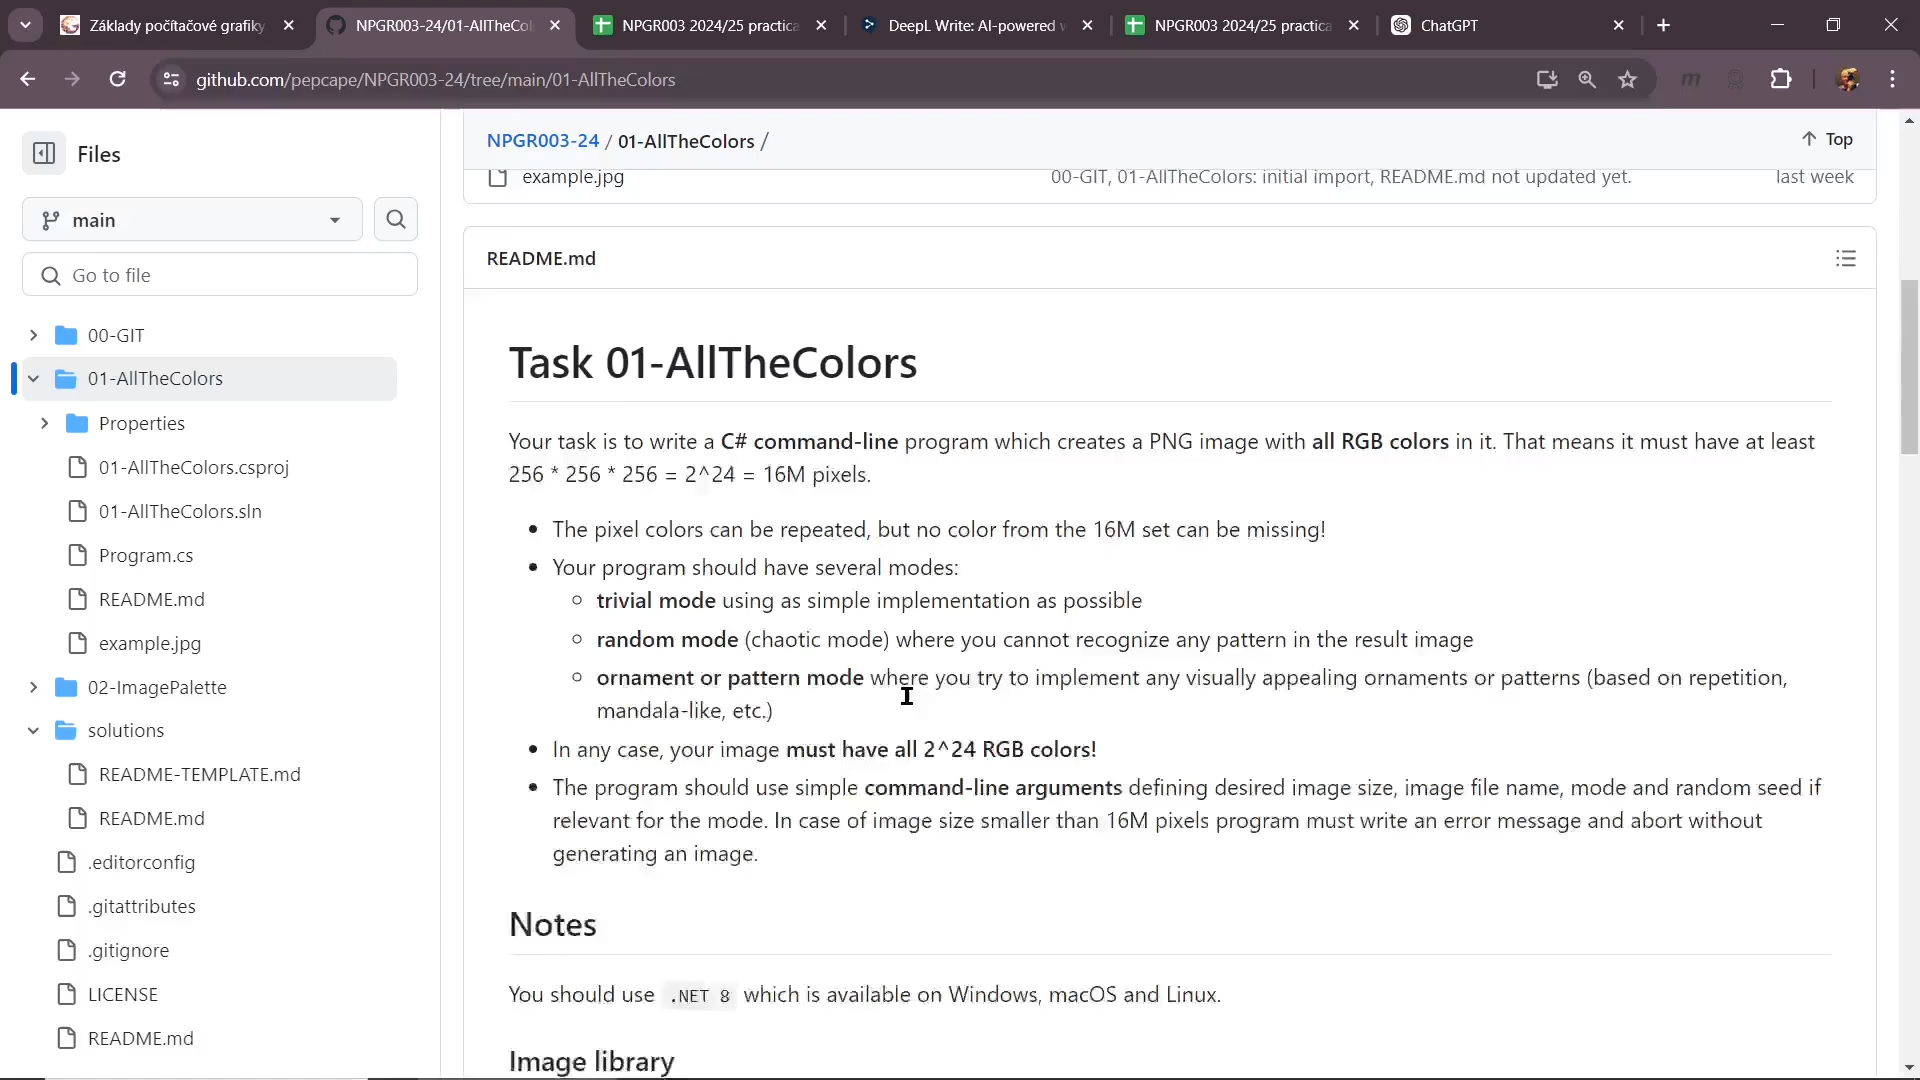 Základy počítačové grafiky
NPGR003-24/01-AllTheCol
NPGR003 2024/25 practica
DeepL Write: AI-powered w
NPGR003 2024/25 practica
ChatGPT
github.com/pepcape/NPGR003-24/tree/main/01-AllTheColors
Files
main
Go to file
00-GIT
01-AllTheColors
Properties
01-AllTheColors.csproj
01-AllTheColors.sln
Program.cs
README.md
example.jpg
02-ImagePalette
solutions
README-TEMPLATE.md
README.md
.editorconfig
.gitattributes
.gitignore
LICENSE
README.md
NPGR003-24 / 01-AllTheColors /
Top
example.jpg 00-GIT, 01-AllTheColors: initial import, README.md not updated yet. last week
README.md
Task 01-AllTheColors
Your task is to write a C# command-line program which creates a PNG image with all RGB colors in it. That means it must have at least
256 * 256 * 256 = 2^24 = 16M pixels.
• The pixel colors can be repeated, but no color from the 16M set can be missing!
• Your program should have several modes:
○ trivial mode using as simple implementation as possible
○ random mode (chaotic mode) where you cannot recognize any pattern in the result image
○ ornament or pattern mode where you try to implement any visually appealing ornaments or patterns (based on repetition,
mandala-like, etc.)
• In any case, your image must have all 2^24 RGB colors!
• The program should use simple command-line arguments defining desired image size, image file name, mode and random seed if
relevant for the mode. In case of image size smaller than 16M pixels program must write an error message and abort without
generating an image.
Notes
You should use .NET 8 which is available on Windows, macOS and Linux.
Image library